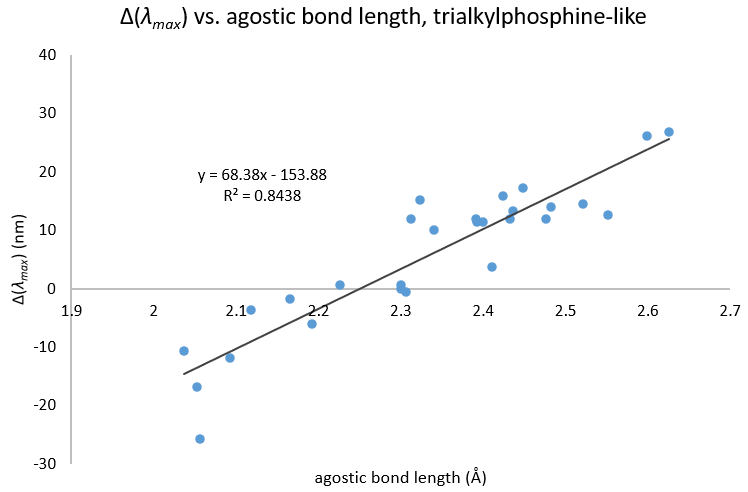 Δ(λmax) vs. agostic bond length, trialkylphosphine-like
40
30
20
10
0
-10
-20
-30
Δ(λmax) (nm)
y = 68.38x - 153.88
R² = 0.8438
1.9 2 2.1 2.2 2.3 2.4 2.5 2.6 2.7
agostic bond length (Å)